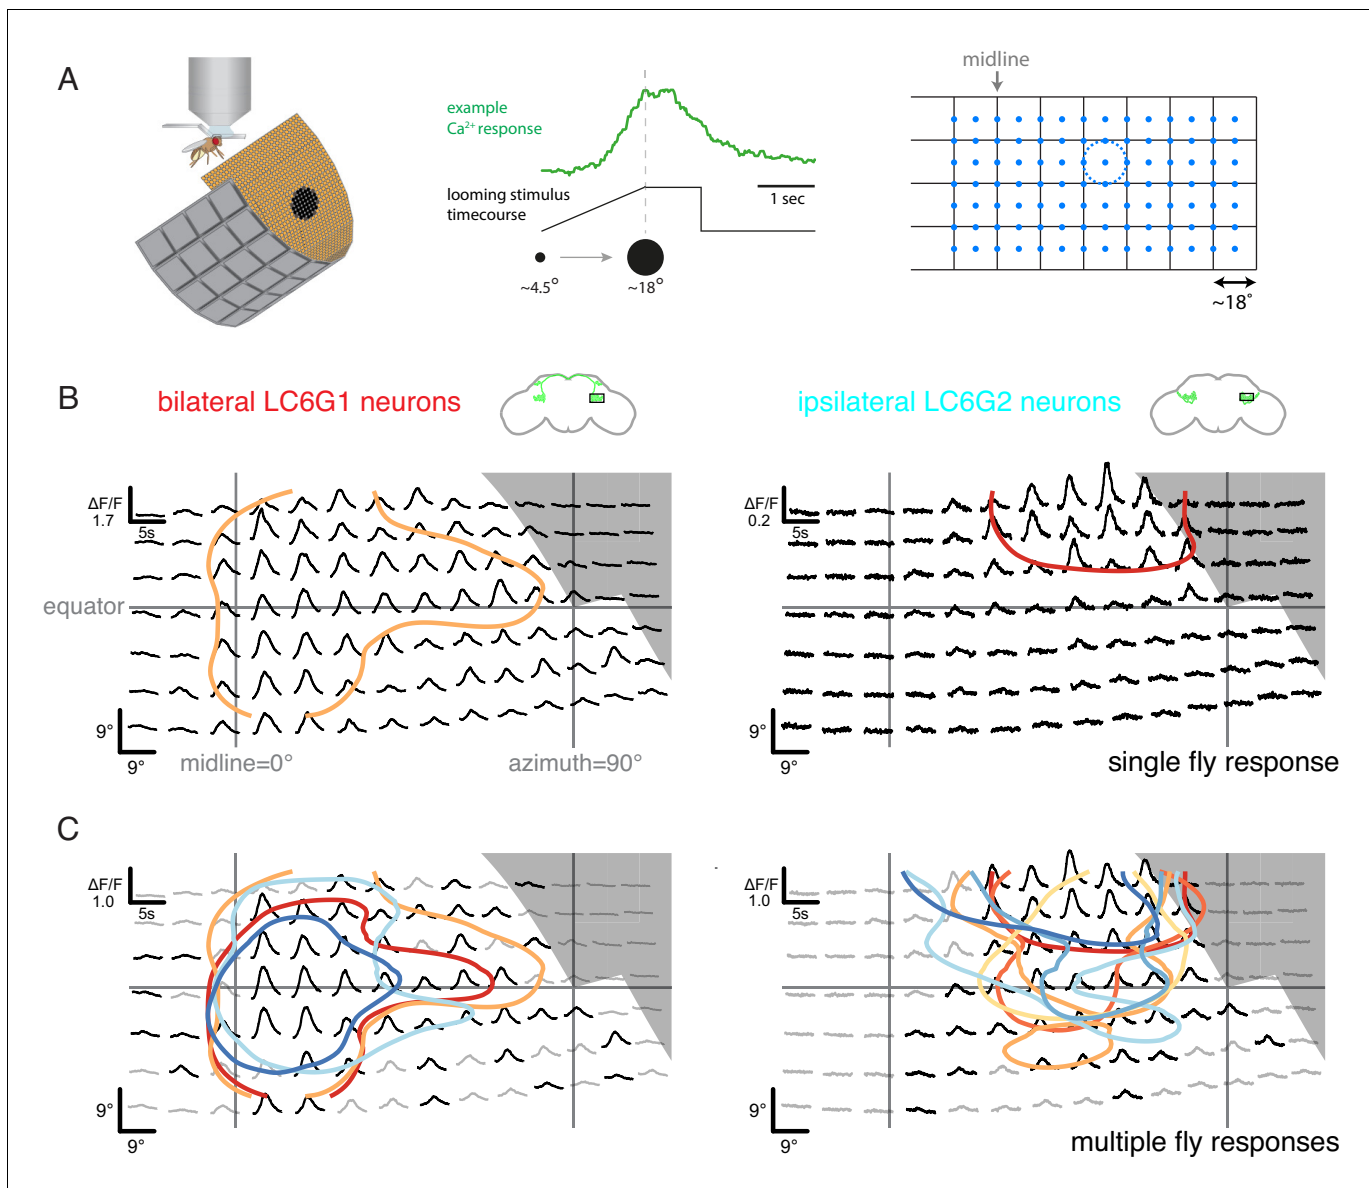 A
example
Ca²⁺ response
looming stimulus
timecourse
1 sec
~4.5°
~18°
midline
~18°
B
bilateral LC6G1 neurons
ipsilateral LC6G2 neurons
ΔF/F
1.7
5s
equator
9°
9°
midline=0°
azimuth=90°
ΔF/F
0.2
5s
9°
9°
single fly response
C
ΔF/F
1.0
5s
9°
9°
ΔF/F
1.0
5s
9°
9°
multiple fly responses